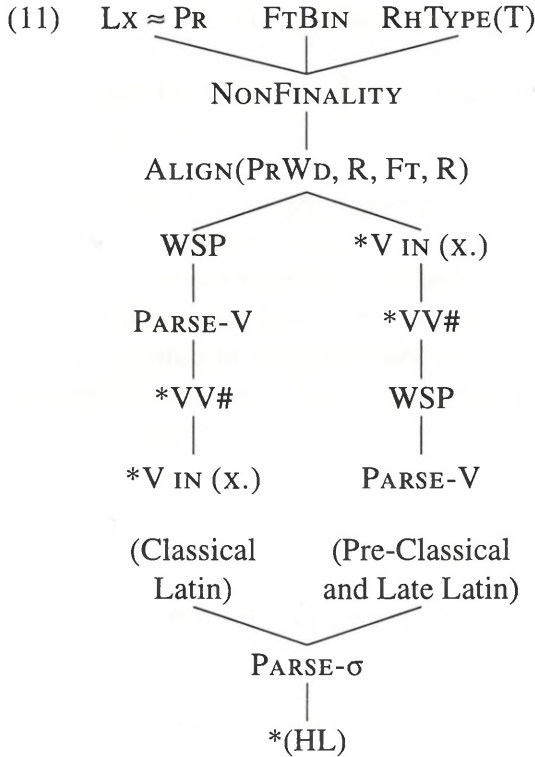 (11) Lx ≈ Pr FtBin RhType(T)
NonFinality
Align(PrWd, R, Ft, R)
WSP *V in (x.)
Parse-V *VV#
*VV# WSP
*V in (x.) Parse-V
(Classical (Pre-Classical
Latin) and Late Latin)
Parse-σ
*(HL)